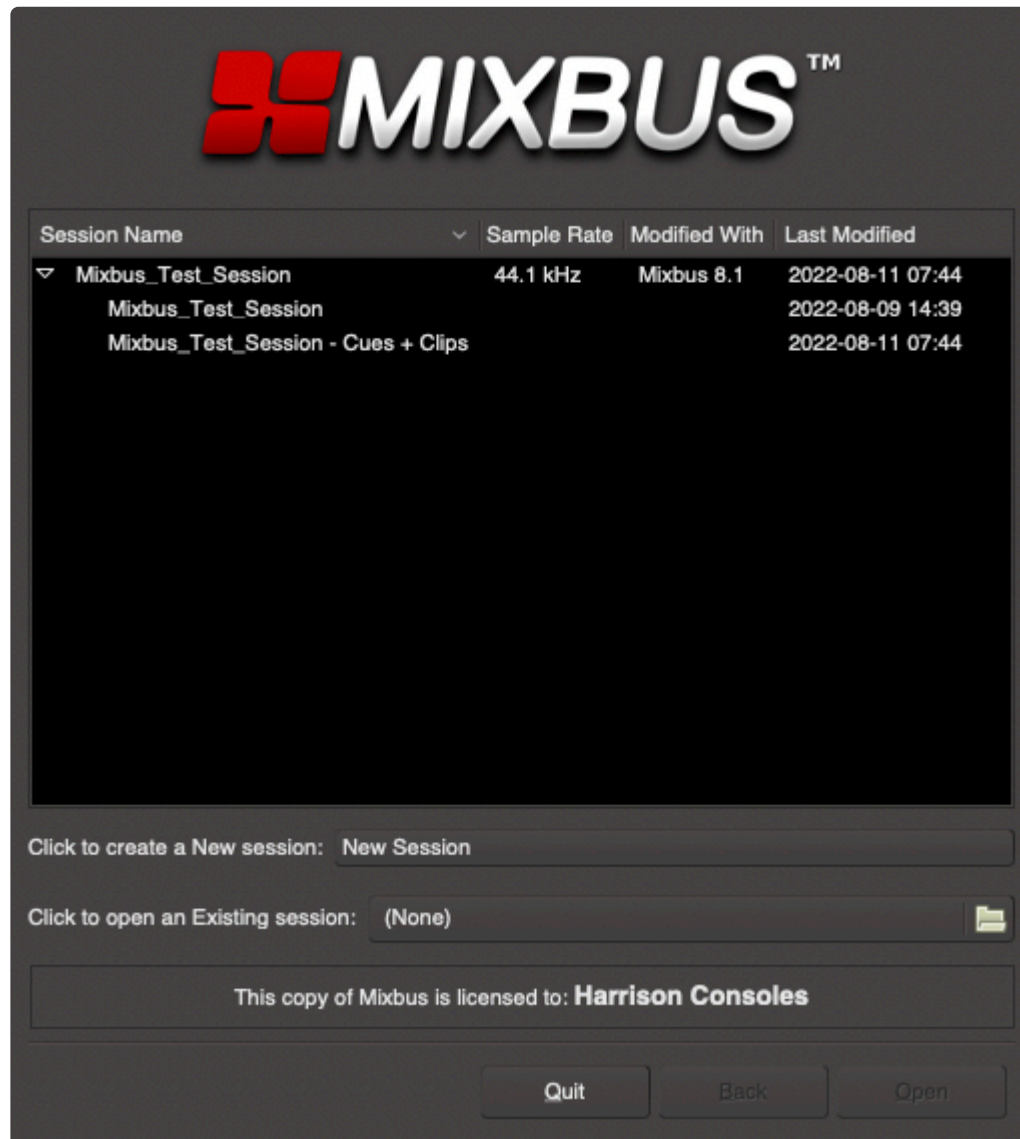 MIXBUS™
Session Name Sample Rate Modified With Last Modified
Mixbus_Test_Session 44.1 kHz Mixbus 8.1 2022-08-11 07:44
Mixbus_Test_Session 2022-08-09 14:39
Mixbus_Test_Session - Cues + Clips 2022-08-11 07:44
Click to create a New session: New Session
Click to open an Existing session: (None)
This copy of Mixbus is licensed to: Harrison Consoles
Quit Back Open